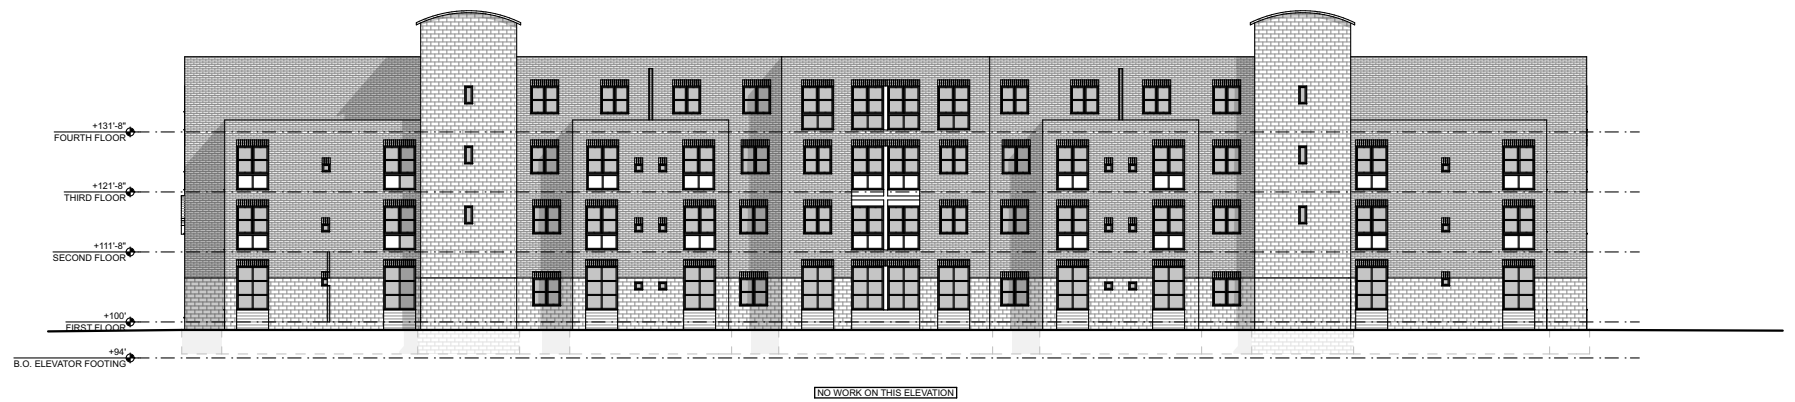 +131'-8"
FOURTH FLOOR
+121'-8"
THIRD FLOOR
+111'-8"
SECOND FLOOR
+100'
FIRST FLOOR
+94'
B.O. ELEVATOR FOOTING
NO WORK ON THIS ELEVATION